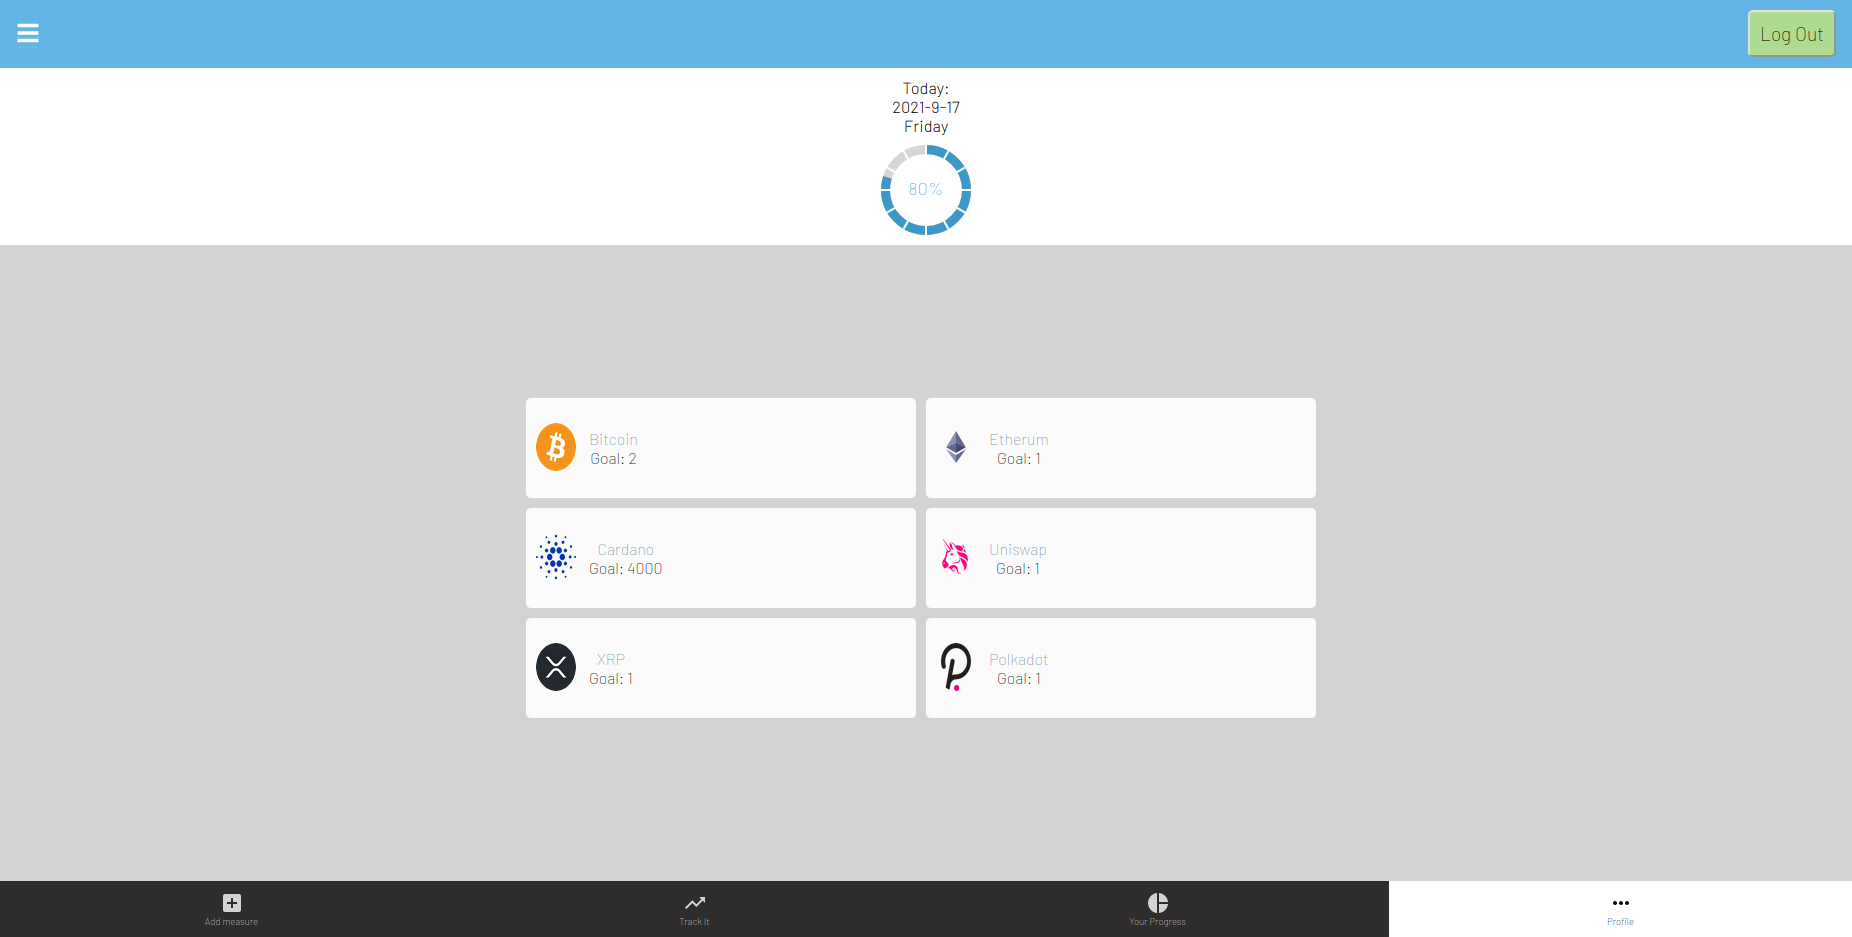 Log Out
Today:
2021-9-17
Friday
80%
Bitcoin
Goal: 2
Etherum
Goal: 1
Cardano
Goal: 4000
Uniswap
Goal: 1
XRP
Goal: 1
Polkadot
Goal: 1
Add measure
Track It
Your Progress
Profile